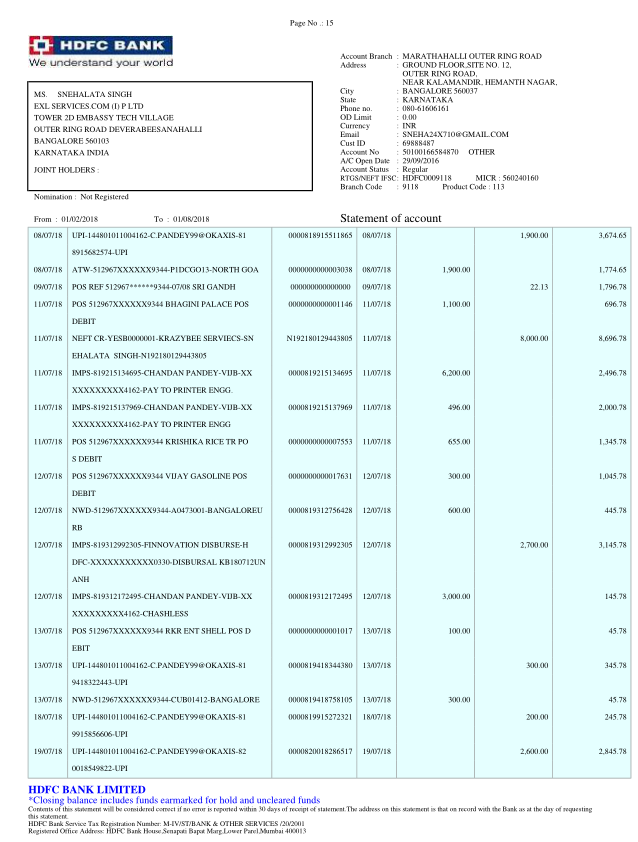 Page No .: 15
HDFC BANK
We understand your world
Account Branch : MARATHAHALLI OUTER RING ROAD
Address : GROUND FLOOR,SITE NO. 12,
OUTER RING ROAD,
NEAR KALAMANDIR, HEMANTH NAGAR,
City : BANGALORE 560037
State : KARNATAKA
Phone no. : 080-61606161
OD Limit : 0.00
Currency : INR
Email : SNEHA24X710@GMAIL.COM
Cust ID : 69888487
Account No : 50100166584870 OTHER
A/C Open Date : 29/09/2016
Account Status : Regular
RTGS/NEFT IFSC: HDFC0009118 MICR : 560240160
Branch Code : 9118 Product Code : 113
MS. SNEHALATA SINGH
EXL SERVICES.COM (I) P LTD
TOWER 2D EMBASSY TECH VILLAGE
OUTER RING ROAD DEVERABEESANAHALLI
BANGALORE 560103
KARNATAKA INDIA
JOINT HOLDERS :
Nomination : Not Registered
From : 01/02/2018 To : 01/08/2018 Statement of account
08/07/18 UPI-144801011004162-C.PANDEY99@OKAXIS-81 0000818915511865 08/07/18 1,900.00 3,674.65
8915682574-UPI
08/07/18 ATW-512967XXXXXX9344-P1DCGO13-NORTH GOA 0000000000003038 08/07/18 1,900.00 1,774.65
09/07/18 POS REF 512967******9344-07/08 SRI GANDH 000000000000000 09/07/18 22.13 1,796.78
11/07/18 POS 512967XXXXXX9344 BHAGINI PALACE POS 0000000000001146 11/07/18 1,100.00 696.78
DEBIT
11/07/18 NEFT CR-YESB0000001-KRAZYBEE SERVIECS-SN N192180129443805 11/07/18 8,000.00 8,696.78
EHALATA SINGH-N192180129443805
11/07/18 IMPS-819215134695-CHANDAN PANDEY-VIJB-XX 0000819215134695 11/07/18 6,200.00 2,496.78
XXXXXXXXX4162-PAY TO PRINTER ENGG.
11/07/18 IMPS-819215137969-CHANDAN PANDEY-VIJB-XX 0000819215137969 11/07/18 496.00 2,000.78
XXXXXXXXX4162-PAY TO PRINTER ENGG
11/07/18 POS 512967XXXXXX9344 KRISHIKA RICE TR PO 0000000000007553 11/07/18 655.00 1,345.78
S DEBIT
12/07/18 POS 512967XXXXXX9344 VIJAY GASOLINE POS 0000000000017631 12/07/18 300.00 1,045.78
DEBIT
12/07/18 NWD-512967XXXXXX9344-A0473001-BANGALOREU 0000819312756428 12/07/18 600.00 445.78
RB
12/07/18 IMPS-819312992305-FINNOVATION DISBURSE-H 0000819312992305 12/07/18 2,700.00 3,145.78
DFC-XXXXXXXXXXX0330-DISBURSAL KB180712UN
ANH
12/07/18 IMPS-819312172495-CHANDAN PANDEY-VIJB-XX 0000819312172495 12/07/18 3,000.00 145.78
XXXXXXXXX4162-CHASHLESS
13/07/18 POS 512967XXXXXX9344 RKR ENT SHELL POS D 0000000000001017 13/07/18 100.00 45.78
EBIT
13/07/18 UPI-144801011004162-C.PANDEY99@OKAXIS-81 0000819418344380 13/07/18 300.00 345.78
9418322443-UPI
13/07/18 NWD-512967XXXXXX9344-CUB01412-BANGALORE 0000819418758105 13/07/18 300.00 45.78
18/07/18 UPI-144801011004162-C.PANDEY99@OKAXIS-81 0000819915272321 18/07/18 200.00 245.78
9915856606-UPI
19/07/18 UPI-144801011004162-C.PANDEY99@OKAXIS-82 0000820018286517 19/07/18 2,600.00 2,845.78
0018549822-UPI
HDFC BANK LIMITED
*Closing balance includes funds earmarked for hold and uncleared funds
Contents of this statement will be considered correct if no error is reported within 30 days of receipt of statement.The address on this statement is that on record with the Bank as at the day of requesting
this statement.
HDFC Bank Service Tax Registration Number: M-IV/ST/BANK & OTHER SERVICES /20/2001
Registered Office Address: HDFC Bank House,Senapati Bapat Marg,Lower Parel,Mumbai 400013